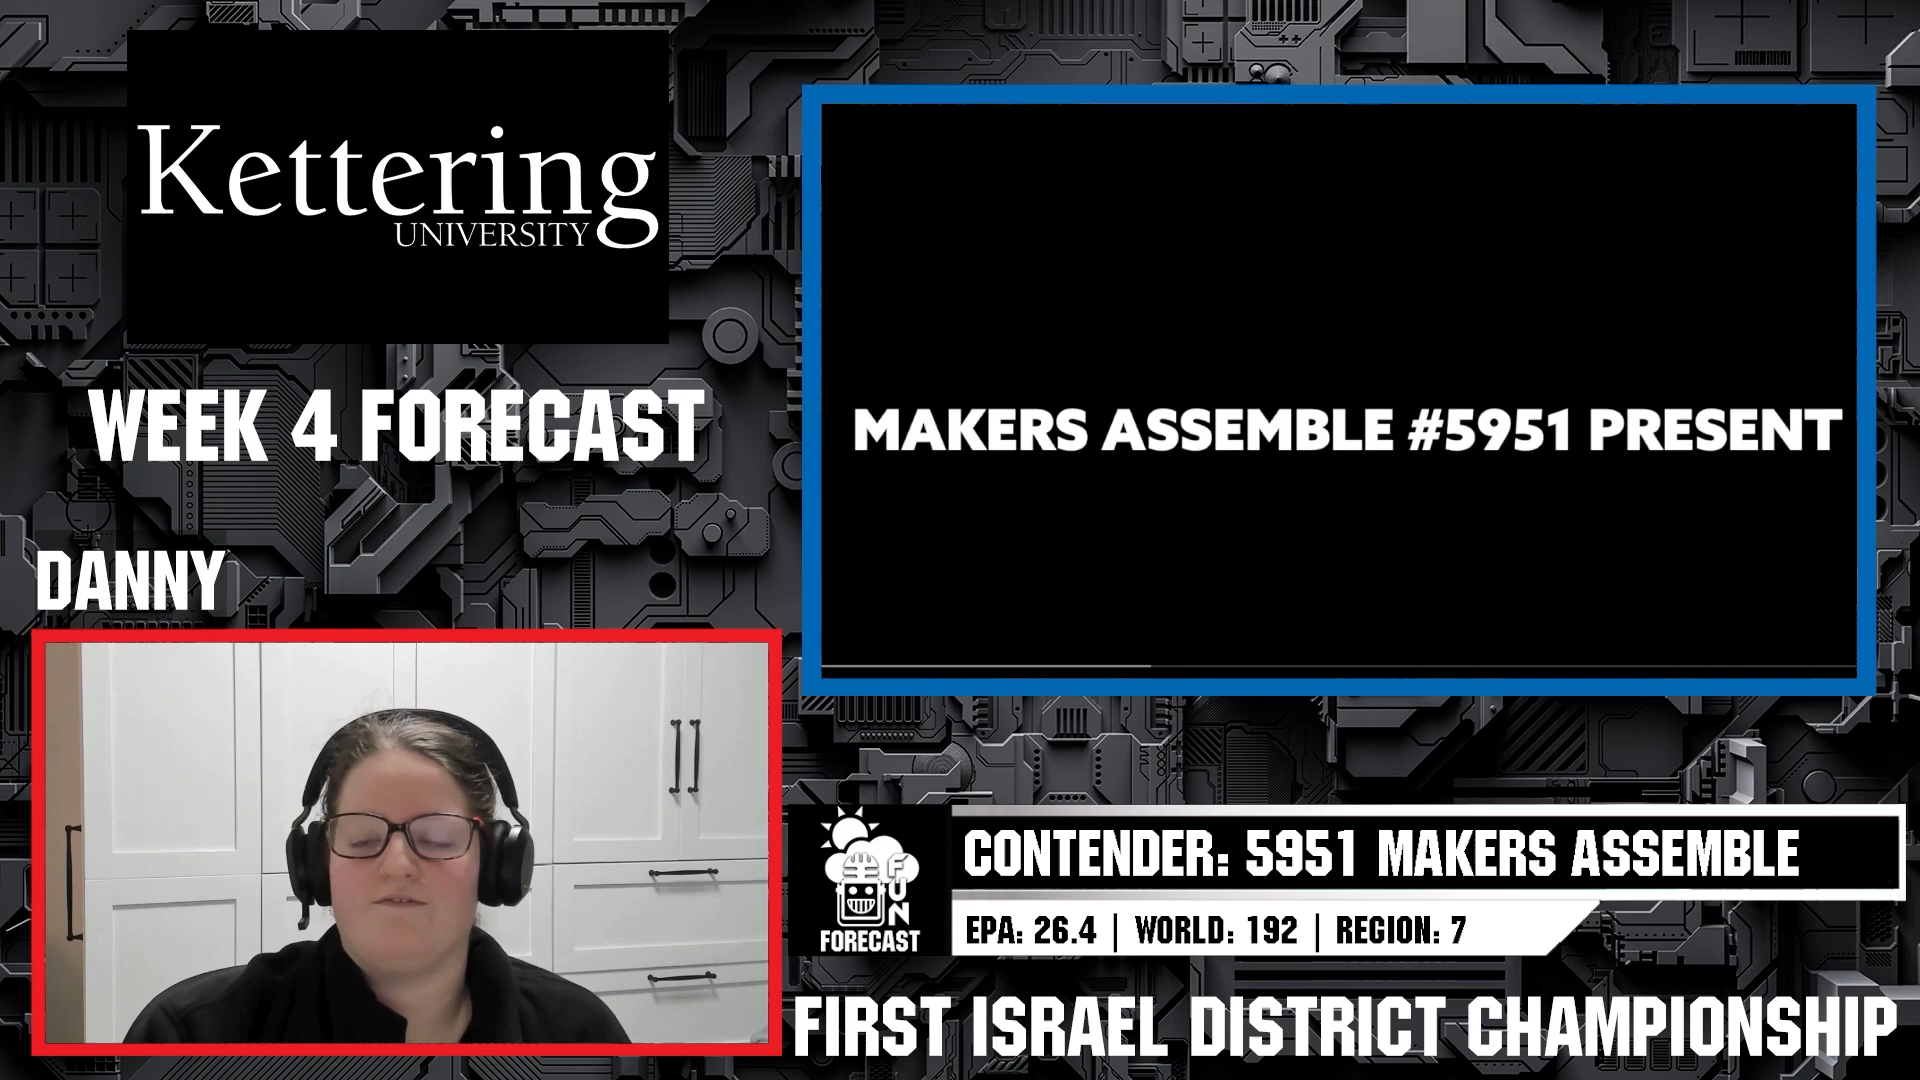 Kettering
UNIVERSITY
WEEK 4 FORECAST
DANNY
MAKERS ASSEMBLE #5951 PRESENT
FUN
FORECAST
CONTENDER: 5951 MAKERS ASSEMBLE
EPA: 26.4 | WORLD: 192 | REGION: 7
FIRST ISRAEL DISTRICT CHAMPIONSHIP